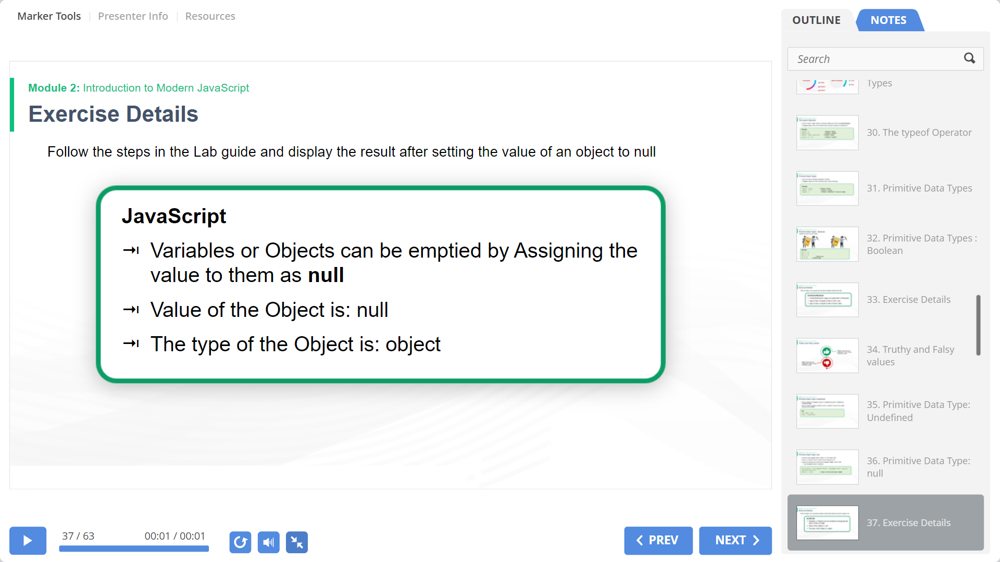 Marker Tools
Presenter Info
Resources
OUTLINE
NOTES
Search
Module 2: Introduction to Modern JavaScript
Exercise Details
Follow the steps in the Lab guide and display the result after setting the value of an object to null
JavaScript
Variables or Objects can be emptied by Assigning the
value to them as null
Value of the Object is: null
The type of the Object is: object
Types
30. The typeof Operator
31. Primitive Data Types
32. Primitive Data Types :
Boolean
33. Exercise Details
34. Truthy and Falsy
values
35. Primitive Data Type:
Undefined
36. Primitive Data Type:
null
37. Exercise Details
37 / 63
00:01 / 00:01
PREV
NEXT